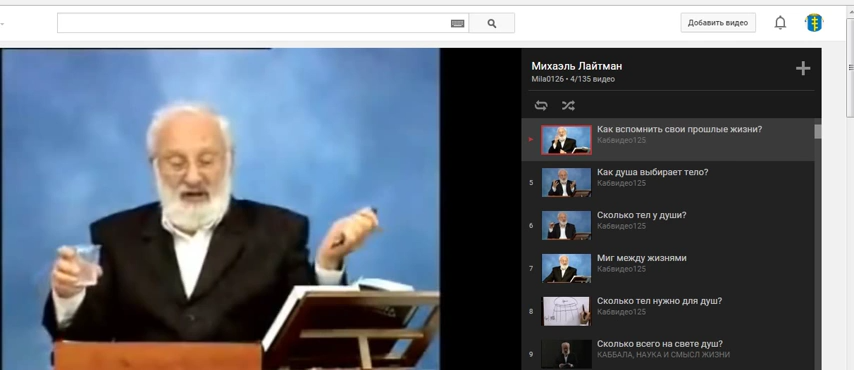 Добавить видео
Михаэль Лайтман
Mila0126 • 4/135 видео
Как вспомнить свои прошлые жизни?
Кабвидео125
5
Как душа выбирает тело?
Кабвидео125
6
Сколько тел у души?
Кабвидео125
7
Миг между жизнями
Кабвидео125
8
Сколько тел нужно для душ?
Кабвидео125
9
Сколько всего на свете душ?
КАББАЛА, НАУКА И СМЫСЛ ЖИЗНИ